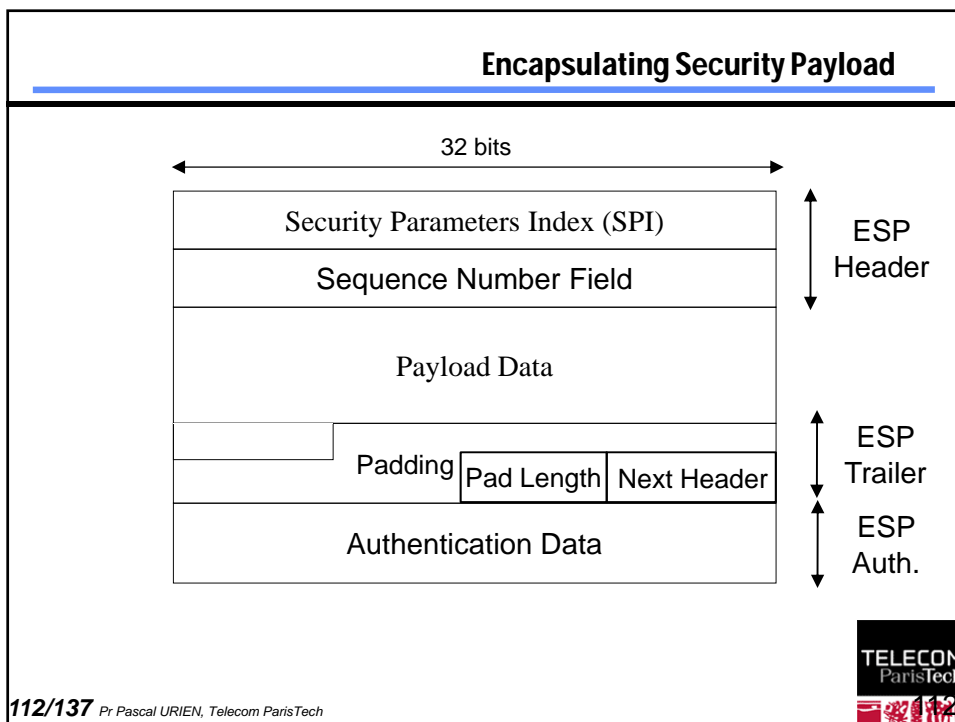 Encapsulating Security Payload
32 bits
Security Parameters Index (SPI)
ESP
Header
Sequence Number Field
Payload Data
ESP
Trailer
Padding
Pad Length
Next Header
Authentication Data
ESP
Auth.
TELECOM
ParisTech
112/137 Pr Pascal URIEN, Telecom ParisTech
112